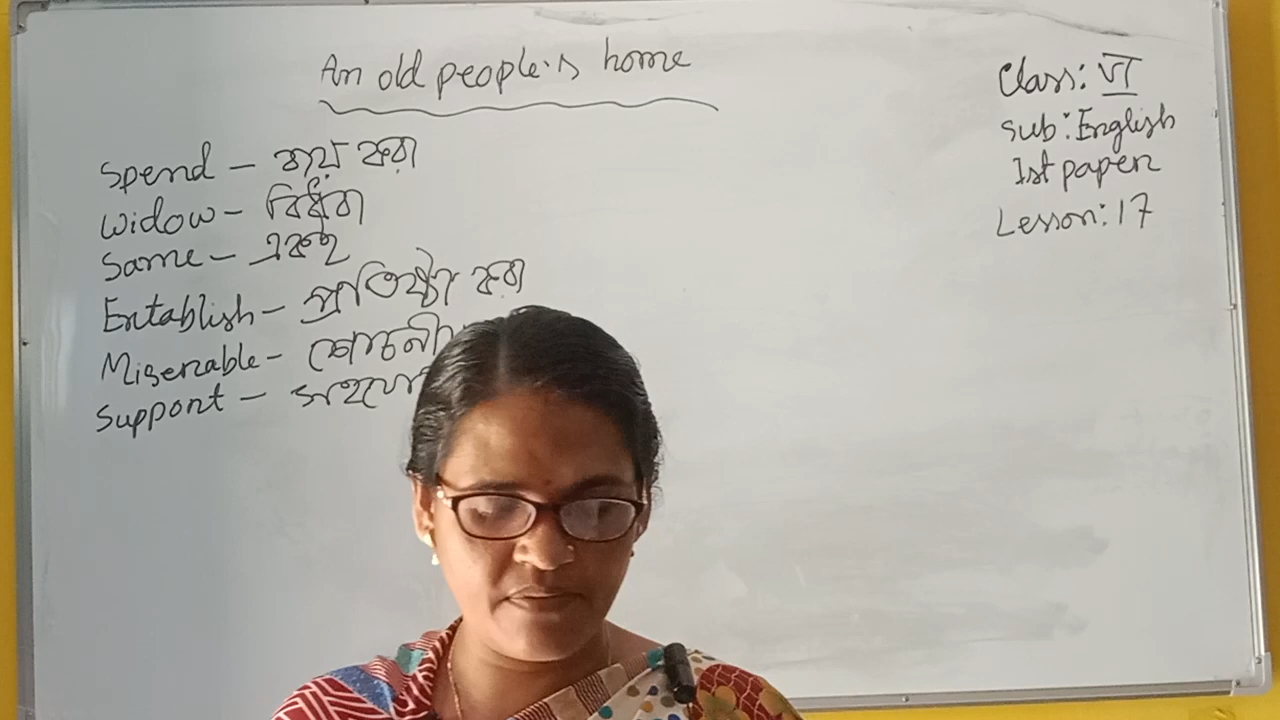 An old people's home
Class: VI
Sub: English
1st paper
Lesson: 17
Spend – ব্যয় করা
Widow – বিধবা
Same – একই
Establish – প্রতিষ্ঠা করা
Miserable –
Support –